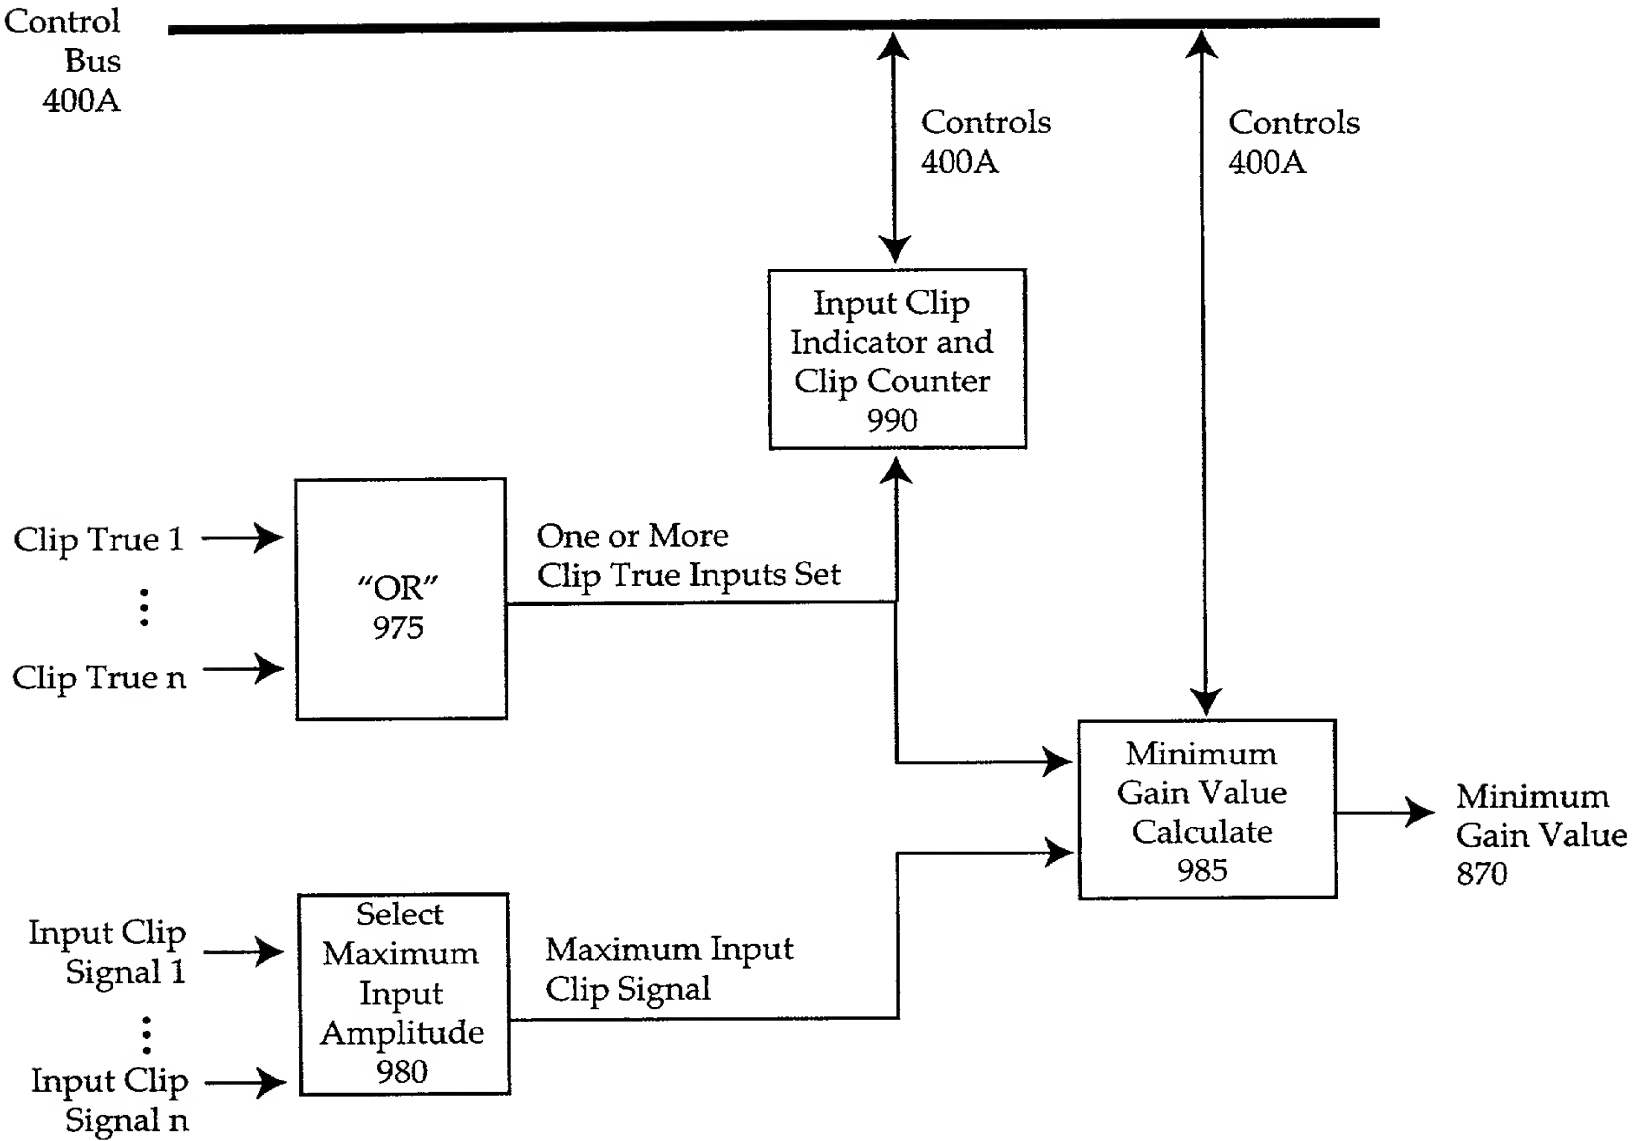 Control
Bus
400A
Controls
400A
Controls
400A
Input Clip
Indicator and
Clip Counter
990
Clip True 1
Clip True n
“OR”
975
One or More
Clip True Inputs Set
Minimum
Gain Value
Calculate
985
Minimum
Gain Value
870
Input Clip
Signal 1
Input Clip
Signal n
Select
Maximum
Input
Amplitude
980
Maximum Input
Clip Signal